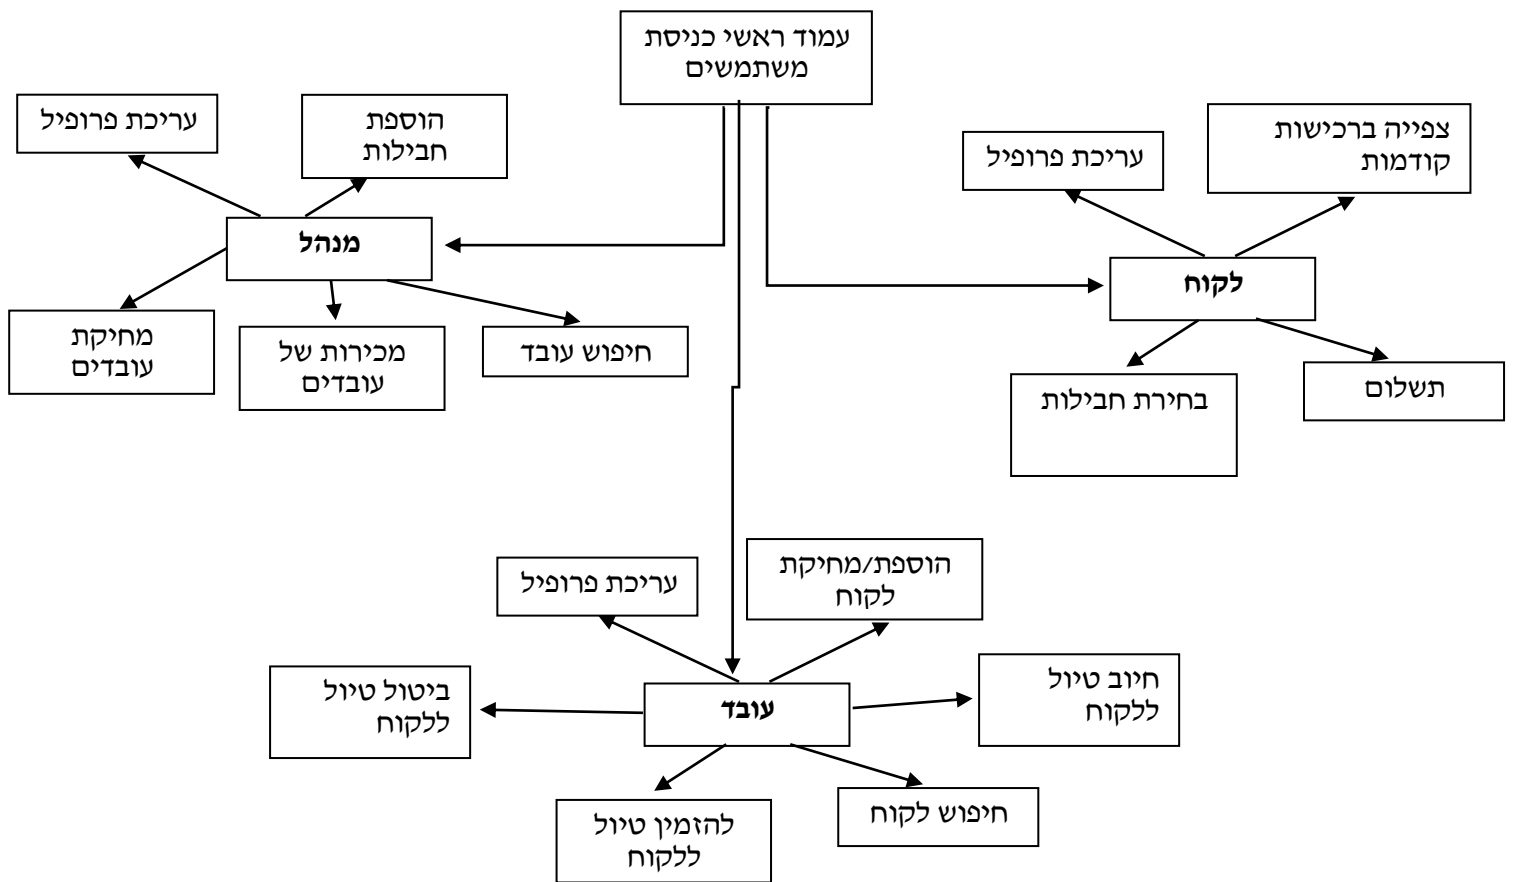 עמוד ראשי כניסת
משתמשים
עריכת פרופיל
הוספת
חבילות
מנהל
מחיקת
עובדים
מכירות של
עובדים
חיפוש עובד
צפייה ברכישות
קודמות
עריכת פרופיל
לקוח
בחירת חבילות
תשלום
הוספת/מחיקת
לקוח
עריכת פרופיל
חיוב טיול
ללקוח
עובד
ביטול טיול
ללקוח
חיפוש לקוח
להזמין טיול
ללקוח